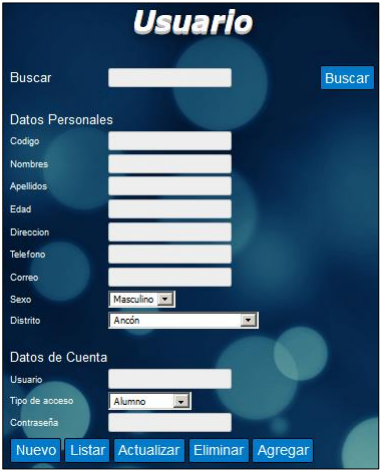 Usuario
Buscar Buscar
Datos Personales
Codigo
Nombres
Apellidos
Edad
Direccion
Telefono
Correo
Sexo Masculino
Distrito Ancón
Datos de Cuenta
Usuario
Tipo de acceso Alumno
Contraseña
Nuevo Listar Actualizar Eliminar Agregar